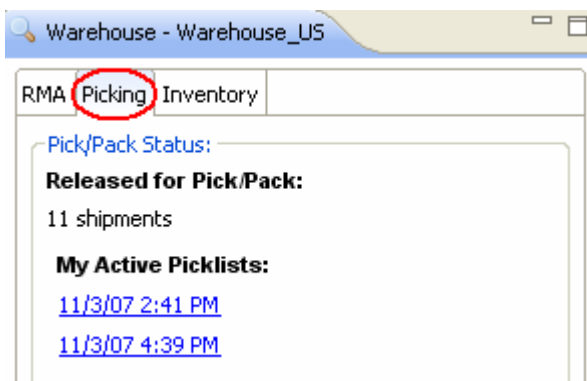 Warehouse - Warehouse_US
RMA Picking Inventory
Pick/Pack Status:
Released for Pick/Pack:
11 shipments
My Active Picklists:
11/3/07 2:41 PM
11/3/07 4:39 PM